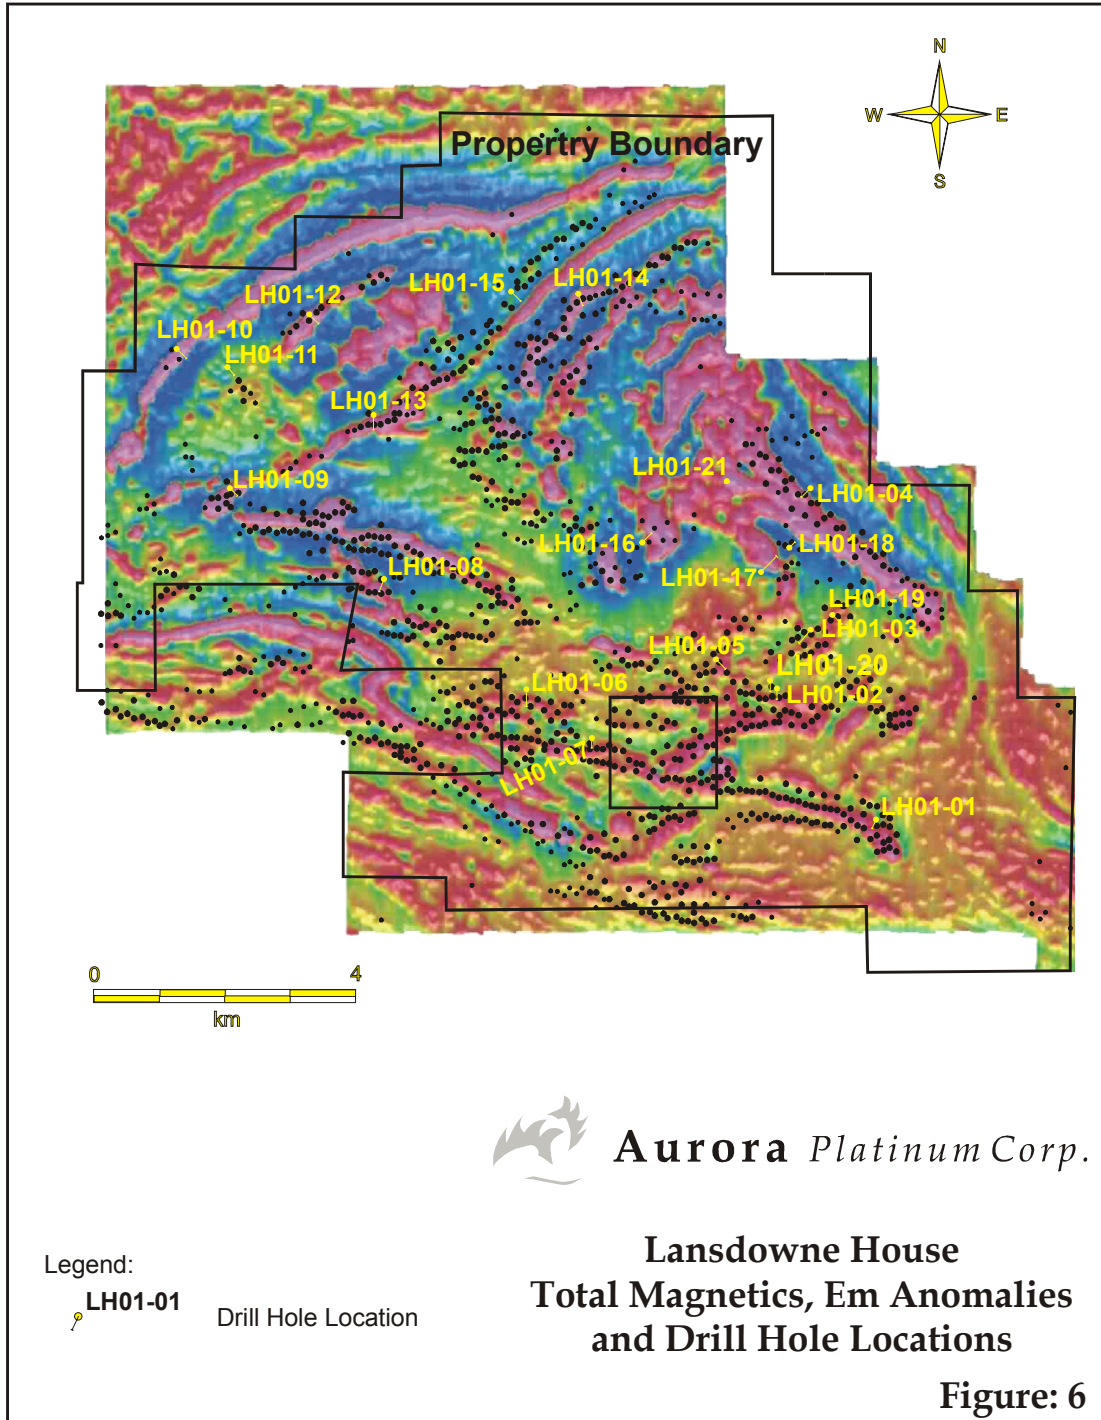 N
W E
S
Propertry Boundary
LH01-15
LH01-14
LH01-12
LH01-10
LH01-11
LH01-13
LH01-21
LH01-09
LH01-04
LH01-16
LH01-18
LH01-08
LH01-17
LH01-19
LH01-03
LH01-05
LH01-20
LH01-06
LH01-02
LH01-07
LH01-01
0 4
km
Aurora Platinum Corp.
Lansdowne House
Total Magnetics, Em Anomalies
and Drill Hole Locations
Legend:
LH01-01
Drill Hole Location
Figure: 6